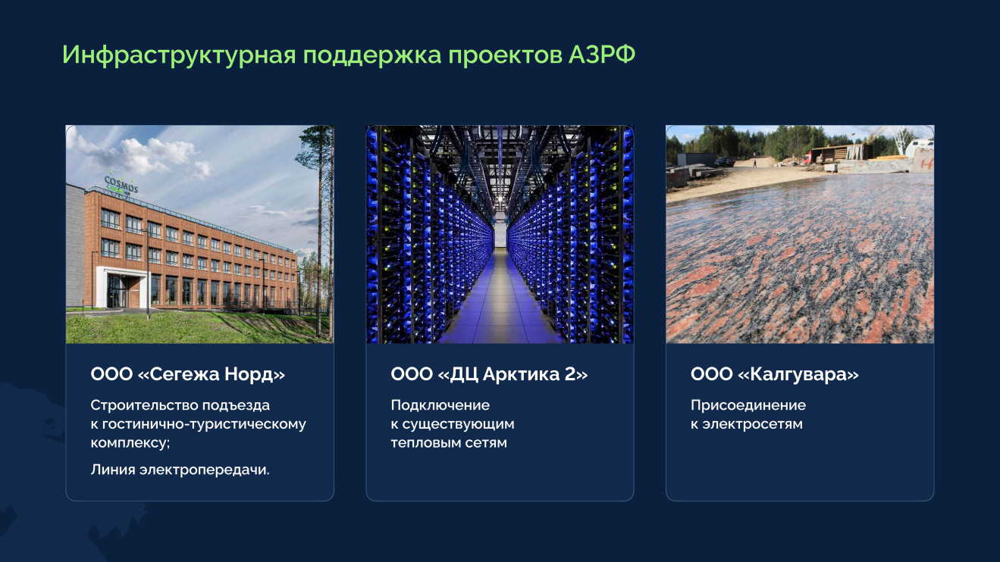 Инфраструктурная поддержка проектов АЗРФ
COSMOS
ООО «Сегежа Норд»
Строительство подъезда
к гостинично-туристическому
комплексу;
Линия электропередачи.
ООО «ДЦ Арктика 2»
Подключение
к существующим
тепловым сетям
ООО «Калгувара»
Присоединение
к электросетям